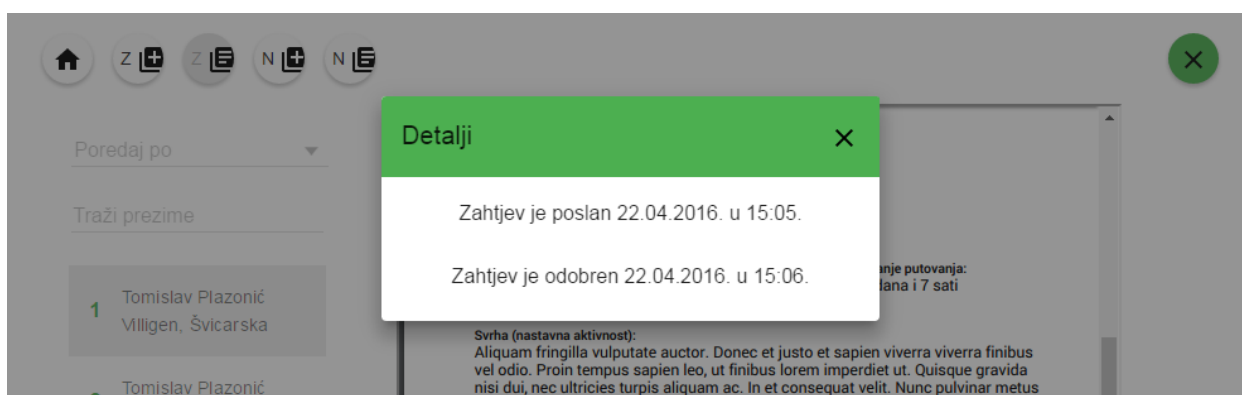 Z
Z
N
N
Poredaj po
Traži prezime
1
Tomislav Plazonić
Villigen, Švicarska
Tomislav Plazonić
Detalji
Zahtjev je poslan 22.04.2016. u 15:05.
Zahtjev je odobren 22.04.2016. u 15:06.
putovanja:
i 7 sati
Svrha (nastavna aktivnost):
Aliquam fringilla vulputate auctor. Donec et justo et sapien viverra viverra finibus
vel odio. Proin tempus sapien leo, ut finibus lorem imperdiet ut. Quisque gravida
nisi dui, nec ultricies turpis aliquam ac. In et consequat velit. Nunc pulvinar metus